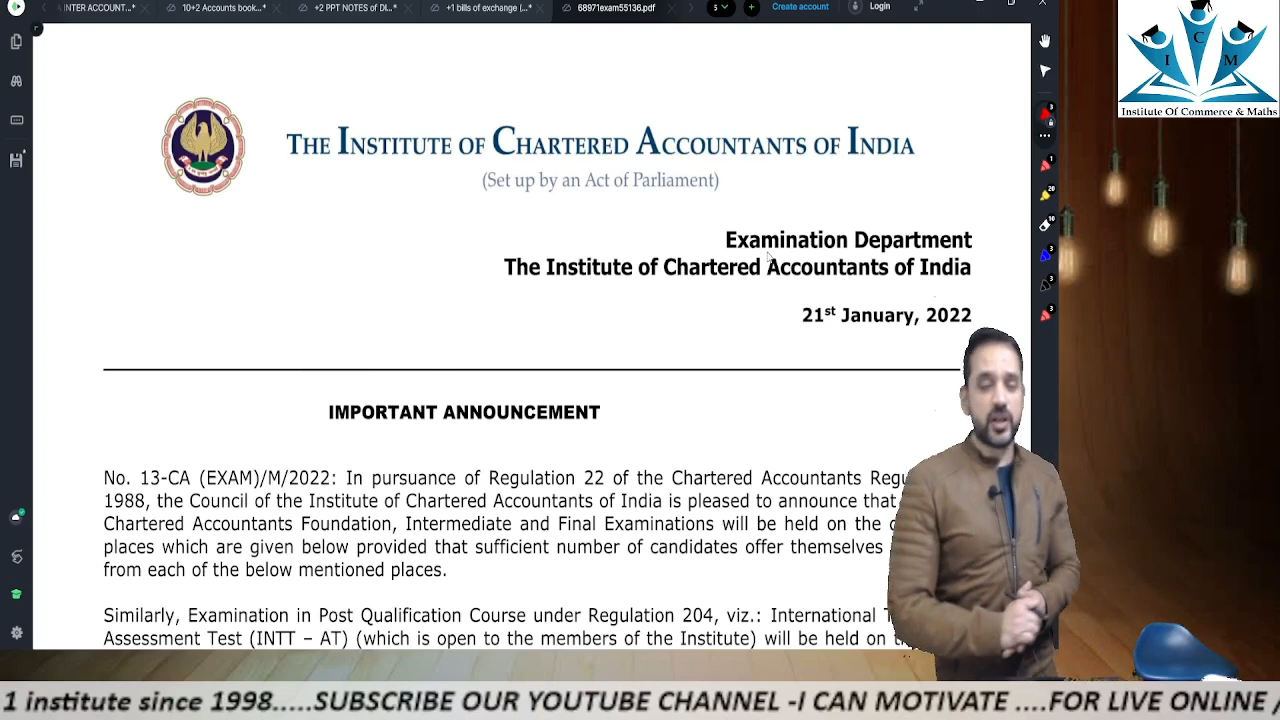 INTER ACCOUNT...*
10+2 Accounts book...*
+2 PPT NOTES of DI...*
+1 bills of exchange (...*
68971exam55136.pdf
5
Create account
Login
I C M
Institute Of Commerce & Maths
THE INSTITUTE OF CHARTERED ACCOUNTANTS OF INDIA
(Set up by an Act of Parliament)
Examination Department
The Institute of Chartered Accountants of India
21st January, 2022
IMPORTANT ANNOUNCEMENT
No. 13-CA (EXAM)/M/2022: In pursuance of Regulation 22 of the Chartered Accountants Regu
1988, the Council of the Institute of Chartered Accountants of India is pleased to announce that
Chartered Accountants Foundation, Intermediate and Final Examinations will be held on the
places which are given below provided that sufficient number of candidates offer themselves
from each of the below mentioned places.
Similarly, Examination in Post Qualification Course under Regulation 204, viz.: International
Assessment Test (INTT – AT) (which is open to the members of the Institute) will be held on
1 institute since 1998.....SUBSCRIBE OUR YOUTUBE CHANNEL -I CAN MOTIVATE ....FOR LIVE ONLINE /